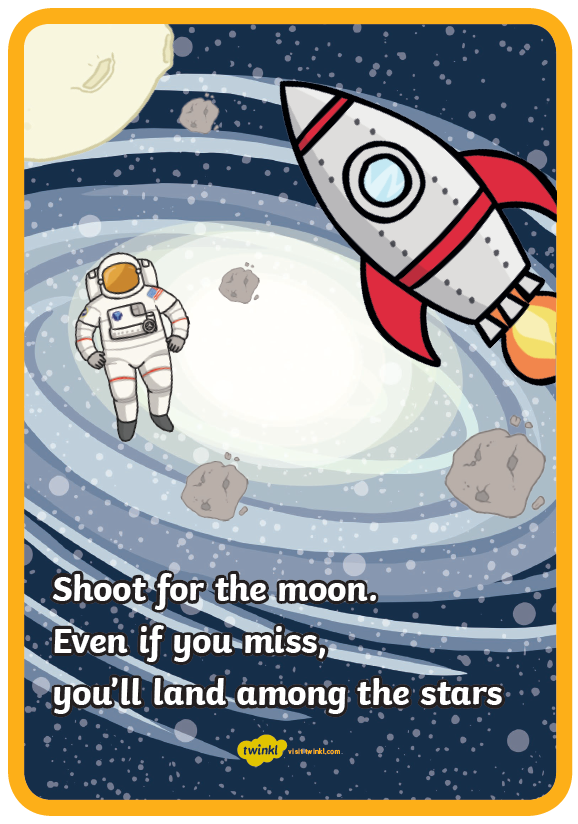 Shoot for the moon.
Even if you miss,
you'll land among the stars
twinkl visit twinkl.com